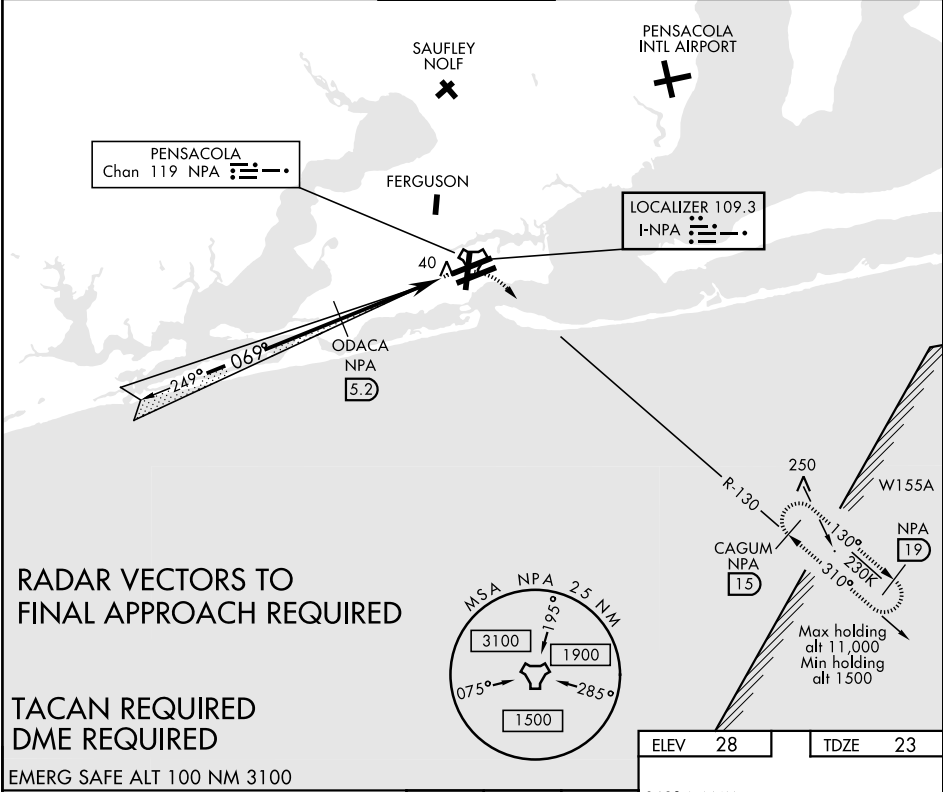 SAUFLEY
NOLF
PENSACOLA
INTL AIRPORT
PENSACOLA
Chan 119 NPA
FERGUSON
LOCALIZER 109.3
I-NPA
40
069°
249°
ODACA
NPA
5.2
R-130
250
W155A
130°
230K
310°
CAGUM
NPA
15
NPA
19
Max holding
alt 11,000
Min holding
alt 1500
RADAR VECTORS TO
FINAL APPROACH REQUIRED
TACAN REQUIRED
DME REQUIRED
EMERG SAFE ALT 100 NM 3100
MSA NPA 25 NM
195°
3100
1900
075°
285°
1500
ELEV 28
TDZE 23